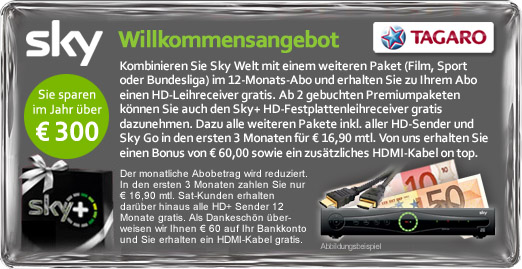 sky Willkommensangebot TAGARO
Kombinieren Sie Sky Welt mit einem weiteren Paket (Film, Sport
oder Bundesliga) im 12-Monats-Abo und erhalten Sie zu Ihrem Abo
einen HD-Leihreceiver gratis. Ab 2 gebuchten Premiumpaketen
können Sie auch den Sky+ HD-Festplattenleihreceiver gratis
dazunehmen. Dazu alle weiteren Pakete inkl. aller HD-Sender und
Sky Go in den ersten 3 Monaten für € 16,90 mtl. Von uns erhalten Sie
einen Bonus von € 60,00 sowie ein zusätzliches HDMI-Kabel on top.
Sie sparen
im Jahr über
€ 300
Der monatliche Abobetrag wird reduziert.
In den ersten 3 Monaten zahlen Sie nur
€ 16,90 mtl. Sat-Kunden erhalten
darüber hinaus alle HD+ Sender 12
Monate gratis. Als Dankeschön über-
weisen wir Ihnen € 60 auf Ihr Bankkonto
und Sie erhalten ein HDMI-Kabel gratis.
sky+
10
50
sky
Abbildungsbeispiel